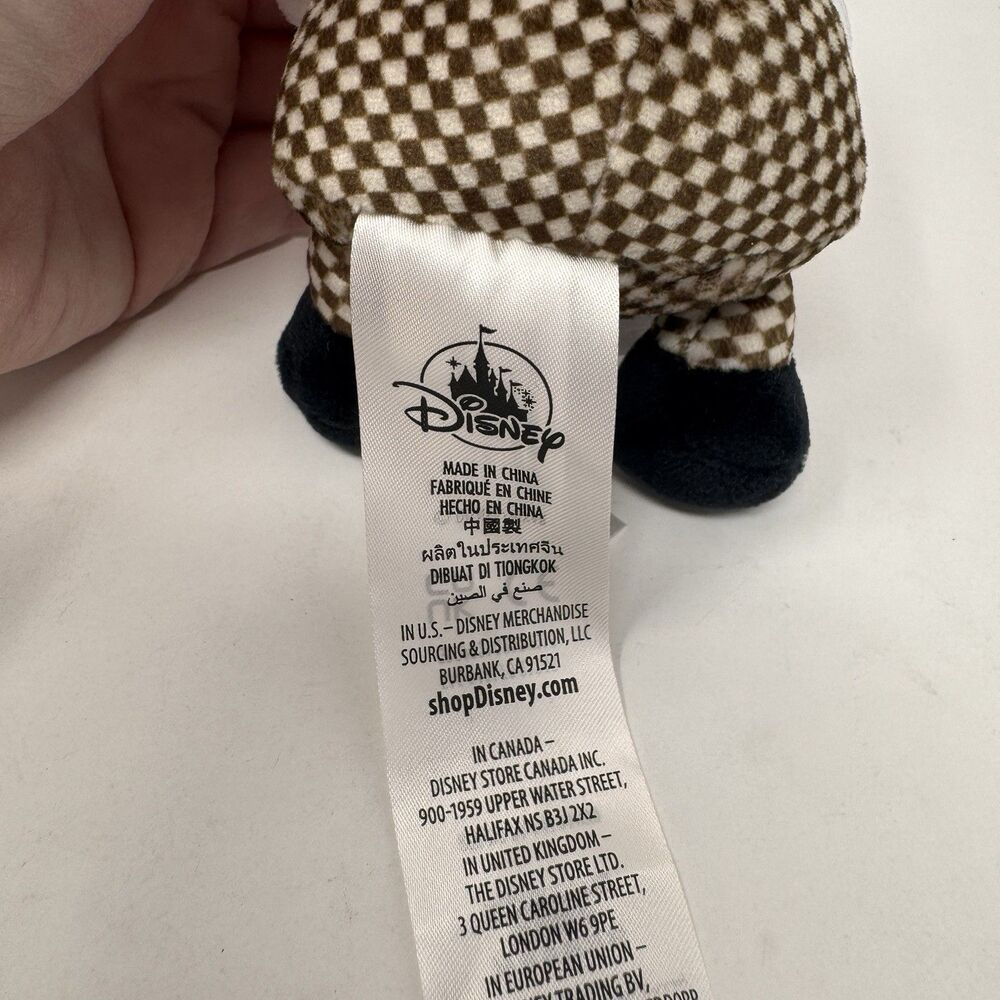 Disney
MADE IN CHINA
FABRIQUÉ EN CHINE
HECHO EN CHINA
中國製
ผลิตในประเทศจีน
DIBUAT DI TIONGKOK
صنع في الصين
IN U.S.– DISNEY MERCHANDISE
SOURCING & DISTRIBUTION, LLC
BURBANK, CA 91521
shopDisney.com
IN CANADA –
DISNEY STORE CANADA INC.
900-1959 UPPER WATER STREET,
HALIFAX NS B3J 2X2
IN UNITED KINGDOM –
THE DISNEY STORE LTD.
3 QUEEN CAROLINE STREET,
LONDON W6 9PE
IN EUROPEAN UNION –
TRADING BV,